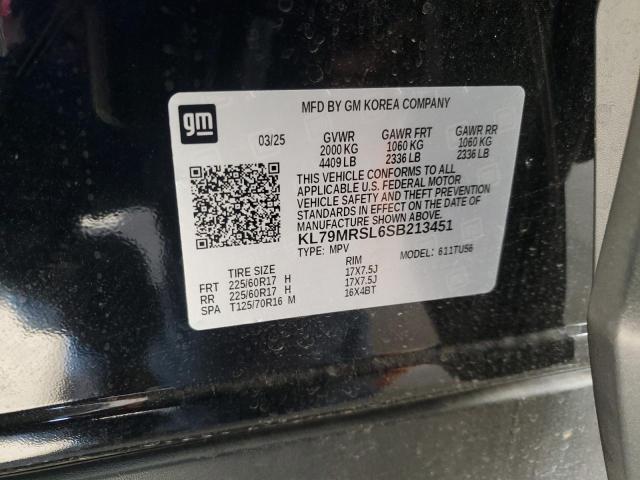 gm
MFD BY GM KOREA COMPANY
03/25 GVWR GAWR FRT GAWR RR
2000 KG 1060 KG 1060 KG
4409 LB 2336 LB 2336 LB
THIS VEHICLE CONFORMS TO ALL
APPLICABLE U.S. FEDERAL MOTOR
VEHICLE SAFETY AND THEFT PREVENTION
STANDARDS IN EFFECT ON THE DATE OF
MANUFACTURE SHOWN ABOVE.
KL79MRSL6SB213451
TYPE: MPV MODEL: 611TU56
TIRE SIZE RIM
FRT 225/60R17 H 17X7.5J
RR 225/60R17 H 17X7.5J
SPA T125/70R16 M 16X4BT